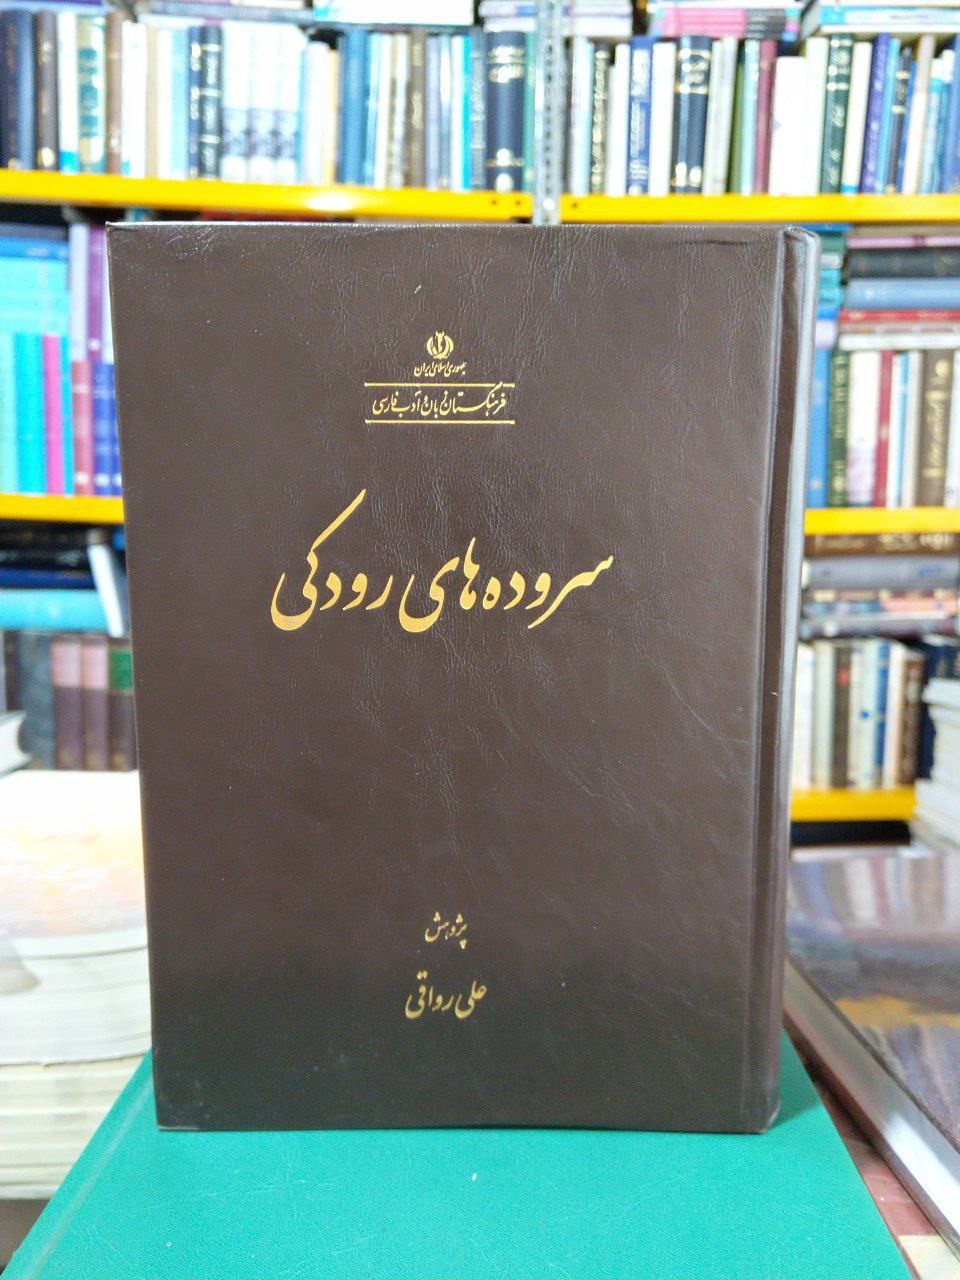 جمهوری اسلامی ایران
فرهنگستان زبان و ادب فارسی
سروده‌های رودکی
پژوهش
علی رواقی